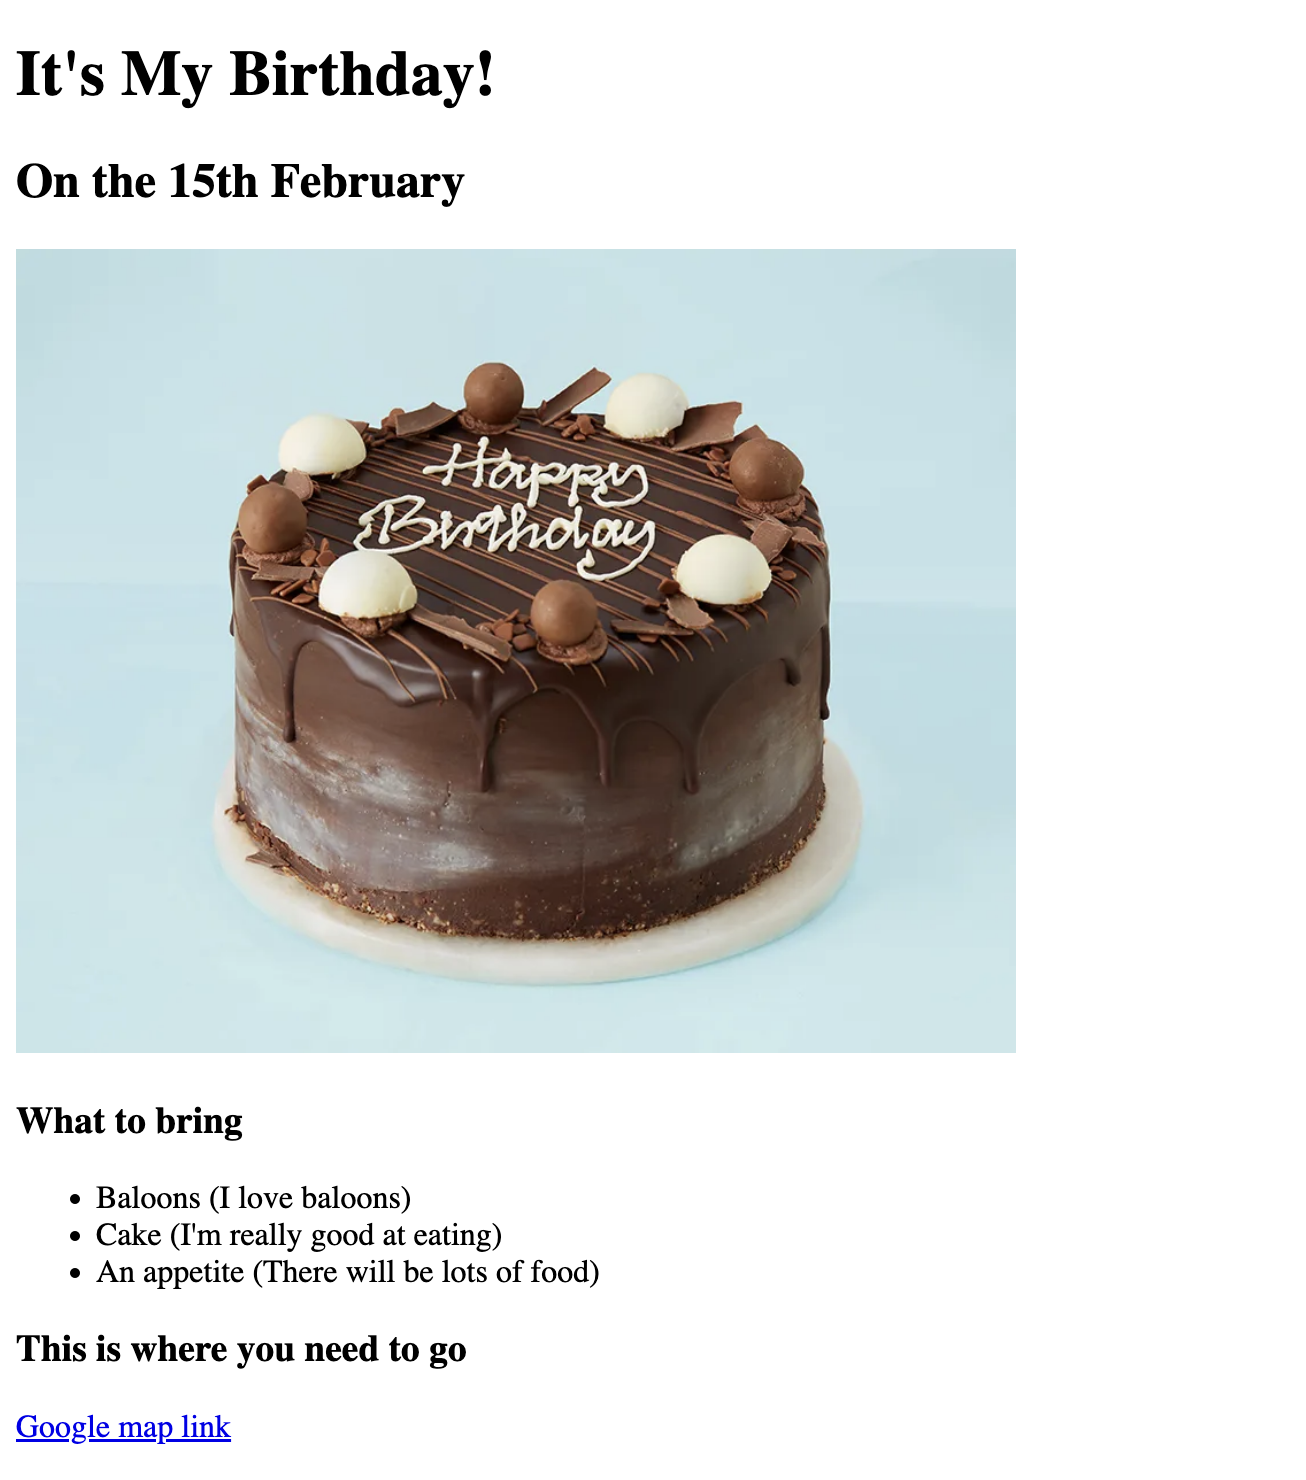 It's My Birthday!
On the 15th February
Happy
Birthday
What to bring
Baloons (I love baloons)
Cake (I'm really good at eating)
An appetite (There will be lots of food)
This is where you need to go
Google map link